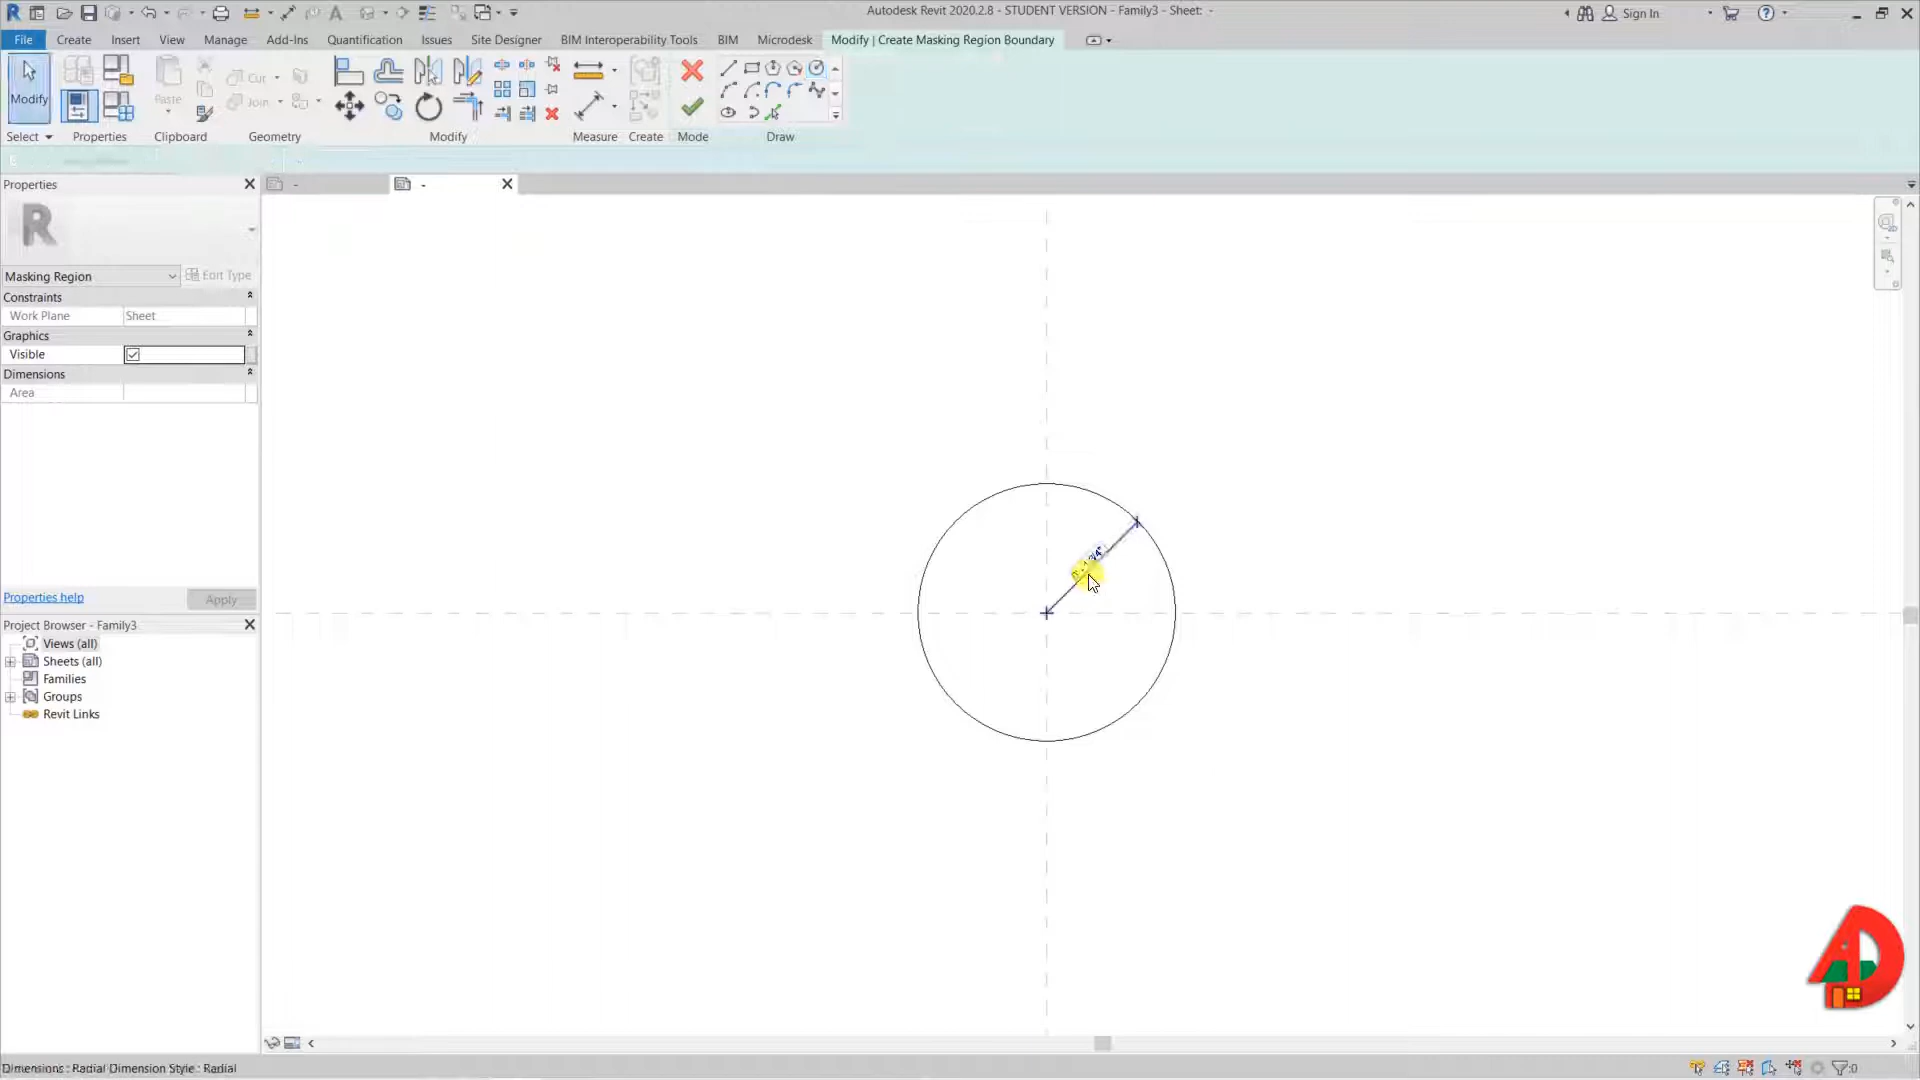 Autodesk Revit 2020.2.8 - STUDENT VERSION - Family3 - Sheet: -
Sign In
File Create Insert View Manage Add-Ins Quantification Issues Site Designer BIM Interoperability Tools BIM Microdesk Modify | Create Masking Region Boundary
Modify
Paste
Cut
Join
Select Properties Clipboard Geometry Modify Measure Create Mode Draw
Properties
-
-
R
Masking Region
Edit Type
Constraints
Work Plane Sheet
Graphics
Visible
Dimensions
Area
Properties help
Apply
Project Browser - Family3
Views (all)
Sheets (all)
Families
Groups
Revit Links
Dimensions : Radial Dimension Style : Radial
:0